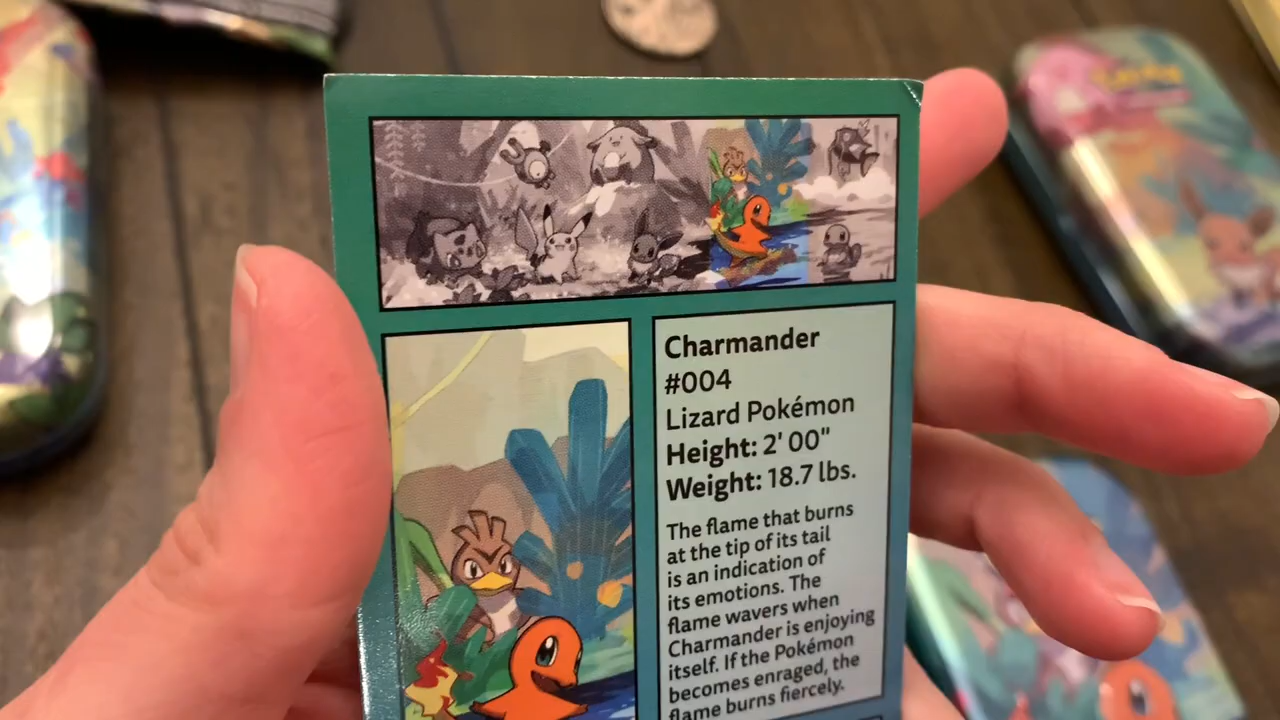 Charmander
#004
Lizard Pokémon
Height: 2' 00"
Weight: 18.7 lbs.
The flame that burns
at the tip of its tail
is an indication of
its emotions. The
flame wavers when
Charmander is enjoying
itself. If the Pokémon
becomes enraged, the
flame burns fiercely.